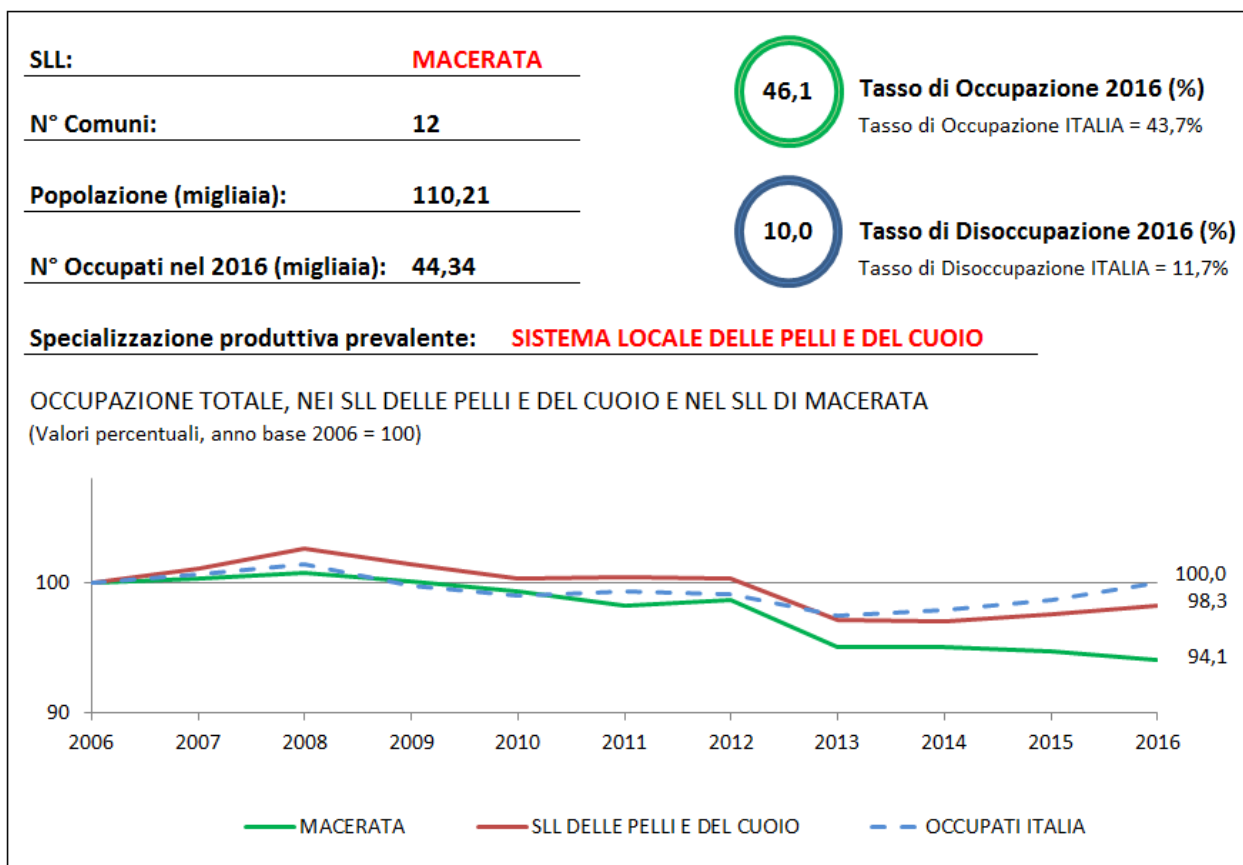 SLL: MACERATA
N° Comuni: 12
Popolazione (migliaia): 110,21
N° Occupati nel 2016 (migliaia): 44,34
46,1
Tasso di Occupazione 2016 (%)
Tasso di Occupazione ITALIA = 43,7%
10,0
Tasso di Disoccupazione 2016 (%)
Tasso di Disoccupazione ITALIA = 11,7%
Specializzazione produttiva prevalente: SISTEMA LOCALE DELLE PELLI E DEL CUOIO
OCCUPAZIONE TOTALE, NEI SLL DELLE PELLI E DEL CUOIO E NEL SLL DI MACERATA
(Valori percentuali, anno base 2006 = 100)
100
90
100,0
98,3
94,1
2006 2007 2008 2009 2010 2011 2012 2013 2014 2015 2016
MACERATA SLL DELLE PELLI E DEL CUOIO OCCUPATI ITALIA